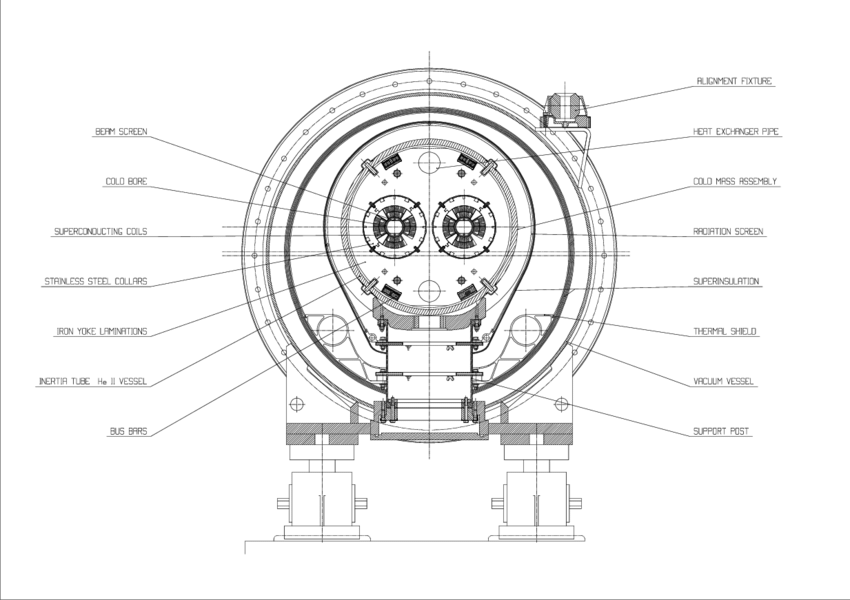 ALIGNMENT FIXTURE
BEAM SCREEN
HEAT EXCHANGER PIPE
COLD BORE
COLD MASS ASSEMBLY
SUPERCONDUCTING COILS
RADIATION SCREEN
STAINLESS STEEL COLLARS
SUPERINSULATION
IRON YOKE LAMINATIONS
THERMAL SHIELD
INERTIA TUBE He II VESSEL
VACUUM VESSEL
BUS BARS
SUPPORT POST